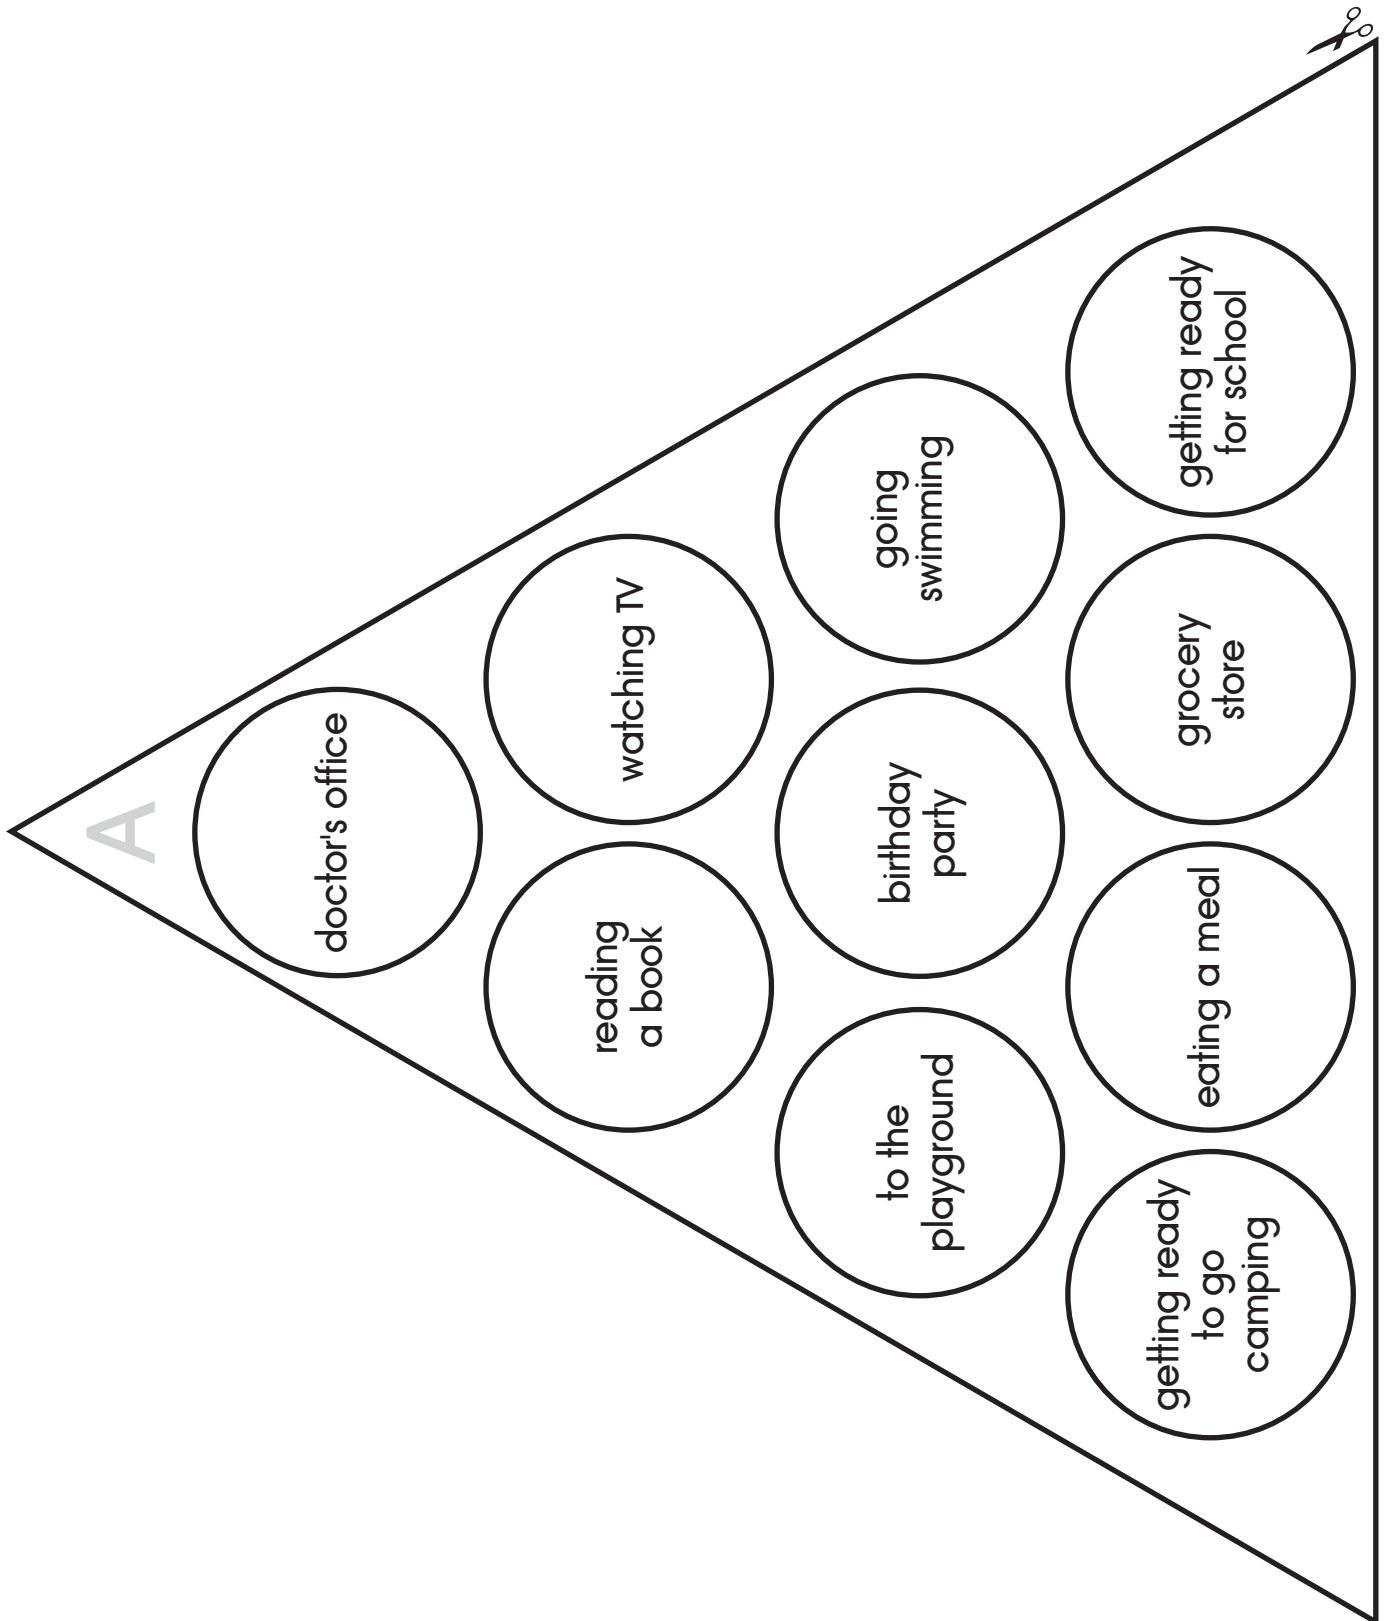 A
doctor's office
reading
a book
watching TV
to the
playground
birthday
party
going
swimming
getting ready
to go
camping
eating a meal
grocery
store
getting ready
for school